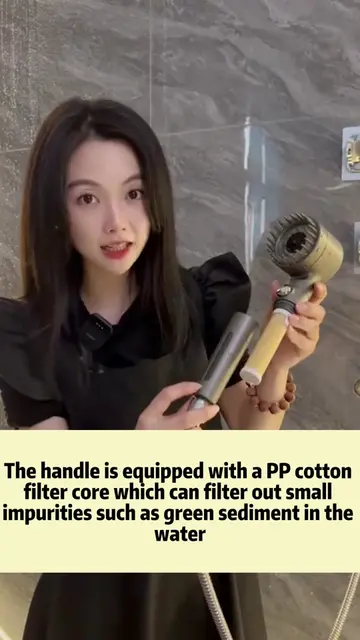 The handle is equipped with a PP cotton
filter core which can filter out small
impurities such as green sediment in the
water